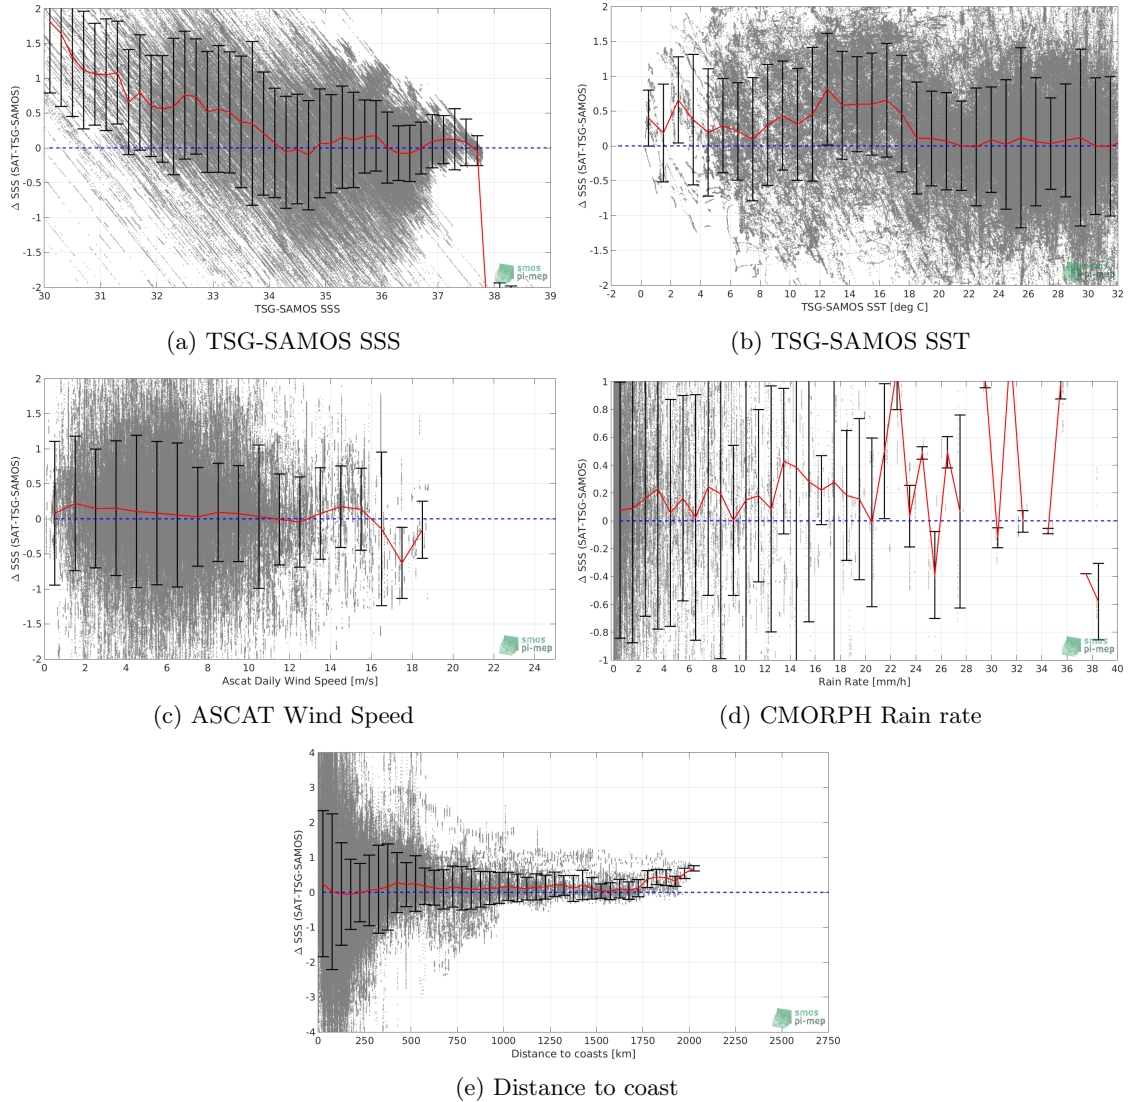 2
1.5
1
0.5
0
-0.5
-1
-1.5
-2
Δ SSS (SAT-TSG-SAMOS)
30 31 32 33 34 35 36 37 38 39
TSG-SAMOS SSS
smos
pi-mep
(a) TSG-SAMOS SSS
2
1.5
1
0.5
0
-0.5
-1
-1.5
-2
Δ SSS (SAT-TSG-SAMOS)
-2 0 2 4 6 8 10 12 14 16 18 20 22 24 26 28 30 32
TSG-SAMOS SST [deg C]
smos
pi-mep
(b) TSG-SAMOS SST
2
1.5
1
0.5
0
-0.5
-1
-1.5
-2
Δ SSS (SAT-TSG-SAMOS)
0 2 4 6 8 10 12 14 16 18 20 22 24
Ascat Daily Wind Speed [m/s]
smos
pi-mep
(c) ASCAT Wind Speed
1
0.8
0.6
0.4
0.2
0
-0.2
-0.4
-0.6
-0.8
-1
Δ SSS (SAT-TSG-SAMOS)
0 2 4 6 8 10 12 14 16 18 20 22 24 26 28 30 32 34 36 38 40
Rain Rate [mm/h]
smos
pi-mep
(d) CMORPH Rain rate
4
3
2
1
0
-1
-2
-3
-4
Δ SSS (SAT-TSG-SAMOS)
0 250 500 750 1000 1250 1500 1750 2000 2250 2500 2750
Distance to coasts [km]
smos
pi-mep
(e) Distance to coast